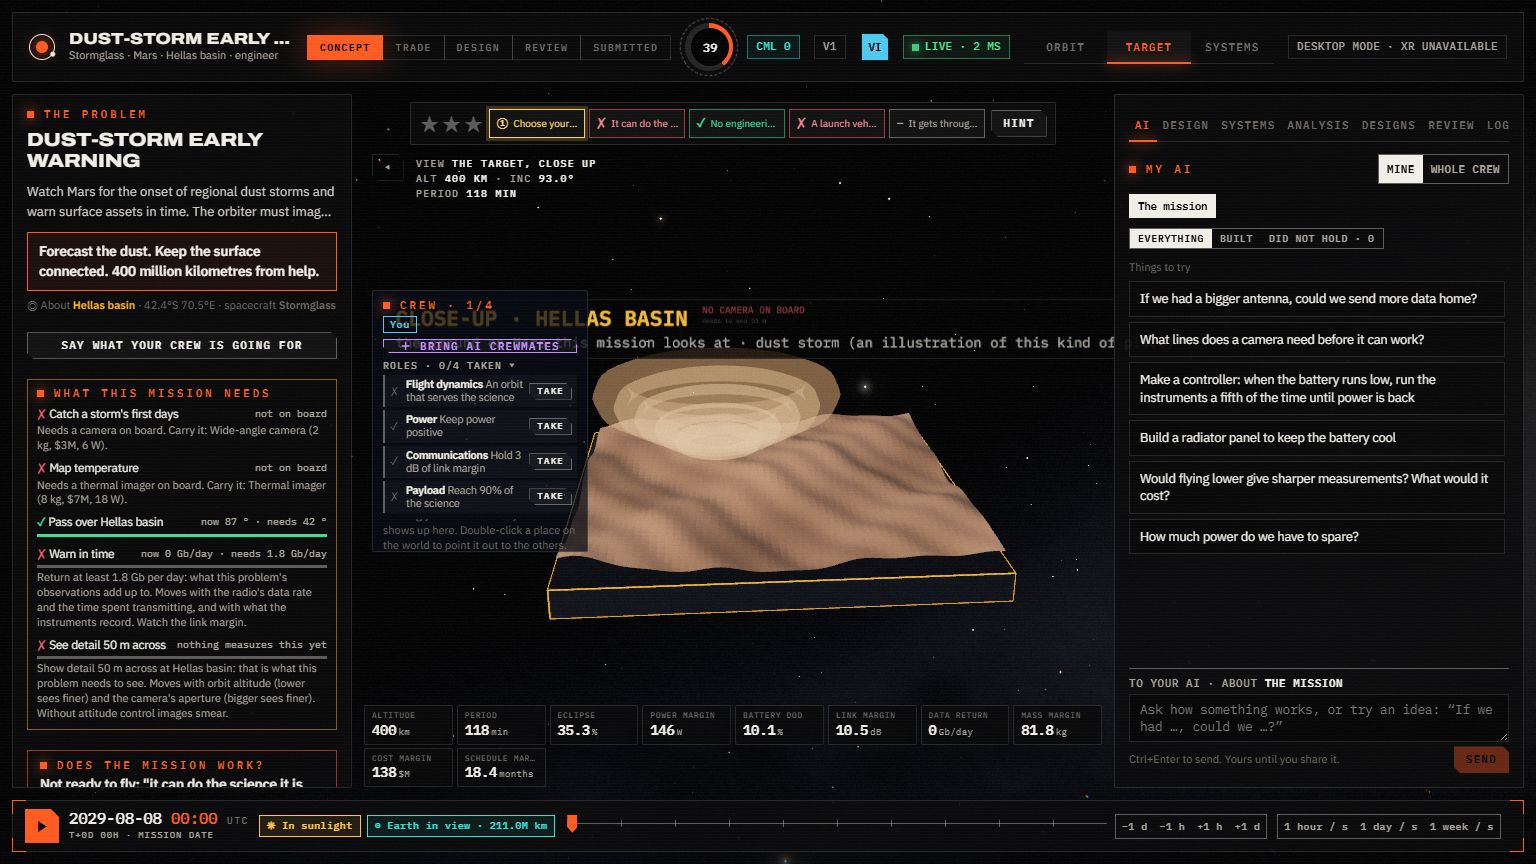 DUST-STORM EARLY ...
Stormglass · Mars · Hellas basin · engineer
CONCEPT
TRADE
DESIGN
REVIEW
SUBMITTED
39
CML 0
V1
VI
LIVE · 2 MS
ORBIT
TARGET
SYSTEMS
DESKTOP MODE · XR UNAVAILABLE
THE PROBLEM
DUST-STORM EARLY
WARNING
Watch Mars for the onset of regional dust storms and
warn surface assets in time. The orbiter must imag...
Forecast the dust. Keep the surface
connected. 400 million kilometres from help.
About Hellas basin · 42.4°S 70.5°E · spacecraft Stormglass
SAY WHAT YOUR CREW IS GOING FOR
WHAT THIS MISSION NEEDS
✗ Catch a storm's first days not on board
Needs a camera on board. Carry it: Wide-angle camera (2
kg, $3M, 6 W).
✗ Map temperature not on board
Needs a thermal imager on board. Carry it: Thermal imager
(8 kg, $7M, 18 W).
✓ Pass over Hellas basin now 87 ° · needs 42 °
✗ Warn in time now 0 Gb/day · needs 1.8 Gb/day
Return at least 1.8 Gb per day: what this problem's
observations add up to. Moves with the radio's data rate
and the time spent transmitting, and with what the
instruments record. Watch the link margin.
✗ See detail 50 m across nothing measures this yet
Show detail 50 m across at Hellas basin: that is what this
problem needs to see. Moves with orbit altitude (lower
sees finer) and the camera's aperture (bigger sees finer).
Without attitude control images smear.
DOES THE MISSION WORK?
Not ready to fly: "it can do the science it is
★★★
① Choose your...
✗ It can do the ...
✓ No engineeri...
✗ A launch veh...
– It gets throug...
HINT
VIEW THE TARGET, CLOSE UP
ALT 400 KM · INC 93.0°
PERIOD 118 MIN
CREW · 1/4
You
+ BRING AI CREWMATES
ROLES · 0/4 TAKEN ▾
✗ Flight dynamics An orbit
that serves the science
TAKE
✓ Power Keep power
positive
TAKE
✓ Communications Hold 3
dB of link margin
TAKE
✗ Payload Reach 90% of
the science
TAKE
shows up here. Double-click a place on
the world to point it out to the others.
CLOSE-UP · HELLAS BASIN
NO CAMERA ON BOARD
this mission looks at · dust storm (an illustration of this kind of
ALTITUDE
400 km
PERIOD
118 min
ECLIPSE
35.3 %
POWER MARGIN
146 W
BATTERY DOD
10.1 %
LINK MARGIN
10.5 dB
DATA RETURN
0 Gb/day
MASS MARGIN
81.8 kg
COST MARGIN
138 $M
SCHEDULE MAR...
18.4 months
AI
DESIGN
SYSTEMS
ANALYSIS
DESIGNS
REVIEW
LOG
MY AI
MINE
WHOLE CREW
The mission
EVERYTHING
BUILT
DID NOT HOLD · 0
Things to try
If we had a bigger antenna, could we send more data home?
What lines does a camera need before it can work?
Make a controller: when the battery runs low, run the
instruments a fifth of the time until power is back
Build a radiator panel to keep the battery cool
Would flying lower give sharper measurements? What would it
cost?
How much power do we have to spare?
TO YOUR AI · ABOUT THE MISSION
Ask how something works, or try an idea: “If we
had …, could we …?”
Ctrl+Enter to send. Yours until you share it.
SEND
2029-08-08 00:00 UTC
T+0D 00H · MISSION DATE
In sunlight
Earth in view · 211.0M km
−1 d
−1 h
+1 h
+1 d
1 hour / s
1 day / s
1 week / s